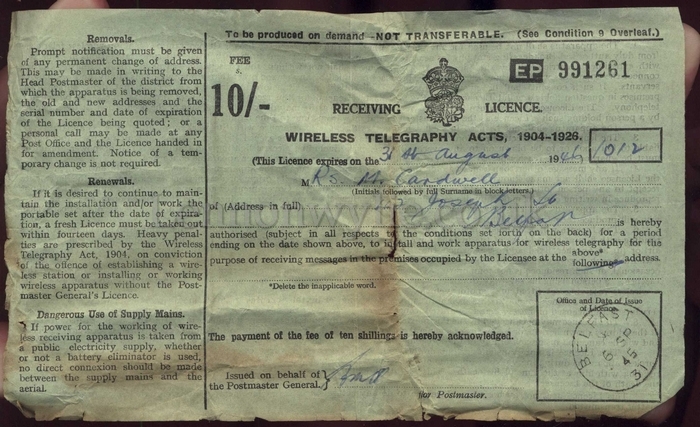 Removals.
Prompt notification must be given
of any permanent change of address.
This may be made in writing to the
Head Postmaster of the district from
which the apparatus is being removed,
the old and new addresses and the
serial number and date of expiration
of the Licence being quoted; or a
personal call may be made at any
Post Office and the Licence handed in
for amendment. Notice of a tem-
porary change is not required.
Renewals.
If it is desired to continue to main-
tain the installation and/or work the
portable set after the date of expira-
tion, a fresh Licence must be taken out
within fourteen days. Heavy penal-
ties are prescribed by the Wireless
Telegraphy Act, 1904, on conviction
of the offence of establishing a wire-
less station or installing or working
wireless apparatus without the Post-
master General's Licence.
Dangerous Use of Supply Mains.
If power for the working of wire-
less receiving apparatus is taken from
a public electricity supply, whether
or not a battery eliminator is used,
no direct connexion should be made
between the supply mains and the
aerial.
To be produced on demand—NOT TRANSFERABLE. (See Condition 9 Overleaf.)
FEE
s.
10/-
EP 991261
RECEIVING LICENCE.
WIRELESS TELEGRAPHY ACTS, 1904-1926.
(This Licence expires on the 31st August 1946 1012
Mrs M. Cardwell
(Initials followed by full Surname in block letters.)
of (Address in full) Joseph St
Belfast
is hereby
authorised (subject in all respects to the conditions set forth on the back) for a period
ending on the date shown above, to install and work apparatus for wireless telegraphy for the
purpose of receiving messages in the premises occupied by the Licensee at the above* following address.
*Delete the inapplicable word.
The payment of the fee of ten shillings is hereby acknowledged.
Issued on behalf of
the Postmaster General.
for Postmaster.
Office and Date of Issue
of Licence.
BELFAST
6 SP
45
31